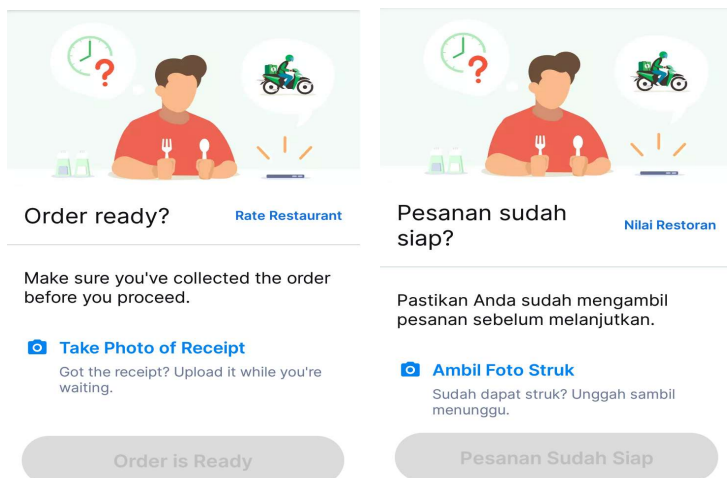 Order ready?
Rate Restaurant
Make sure you've collected the order
before you proceed.
Take Photo of Receipt
Got the receipt? Upload it while you're
waiting.
Order is Ready
Pesanan sudah
siap?
Nilai Restoran
Pastikan Anda sudah mengambil
pesanan sebelum melanjutkan.
Ambil Foto Struk
Sudah dapat struk? Unggah sambil
menunggu.
Pesanan Sudah Siap